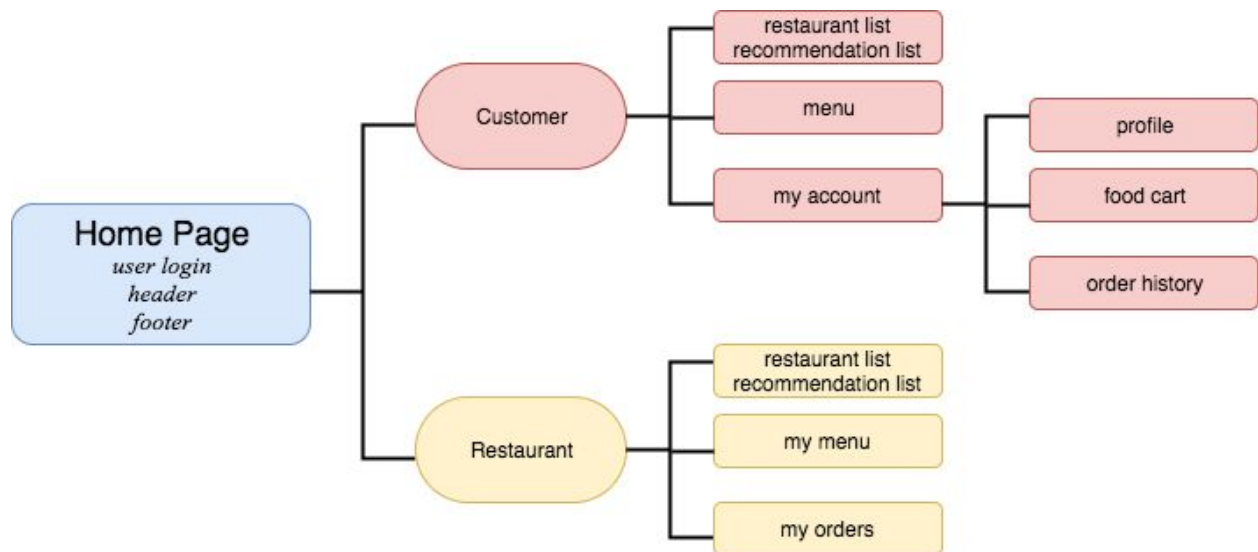 Home Page
user login
header
footer
Customer
restaurant list
recommendation list
menu
my account
profile
food cart
order history
Restaurant
restaurant list
recommendation list
my menu
my orders